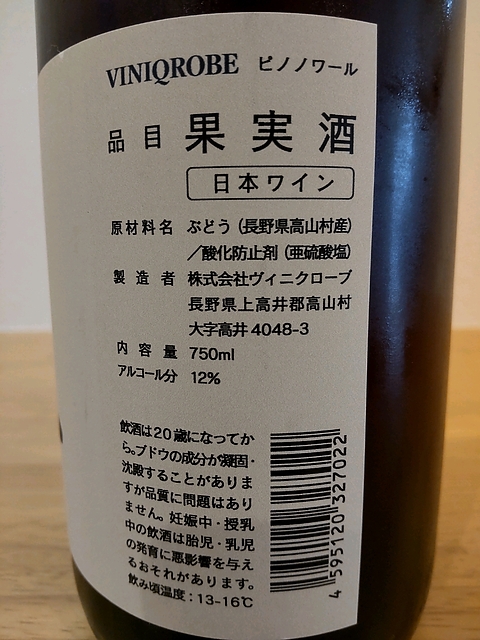 VINIQROBE ピノノワール
品目 果実酒
日本ワイン
原材料名 ぶどう(長野県高山村産)
/酸化防止剤(亜硫酸塩)
製造者 株式会社ヴィニクローブ
長野県上高井郡高山村
大字高井4048-3
内容量 750ml
アルコール分 12%
飲酒は20歳になってか
ら。ブドウの成分が凝固・
沈殿することがありま
すが品質に問題はあり
ません。妊娠中・授乳
中の飲酒は胎児・乳児
の発育に悪影響を与え
るおそれがあります。
飲み頃温度:13-16℃
4 595120 327022